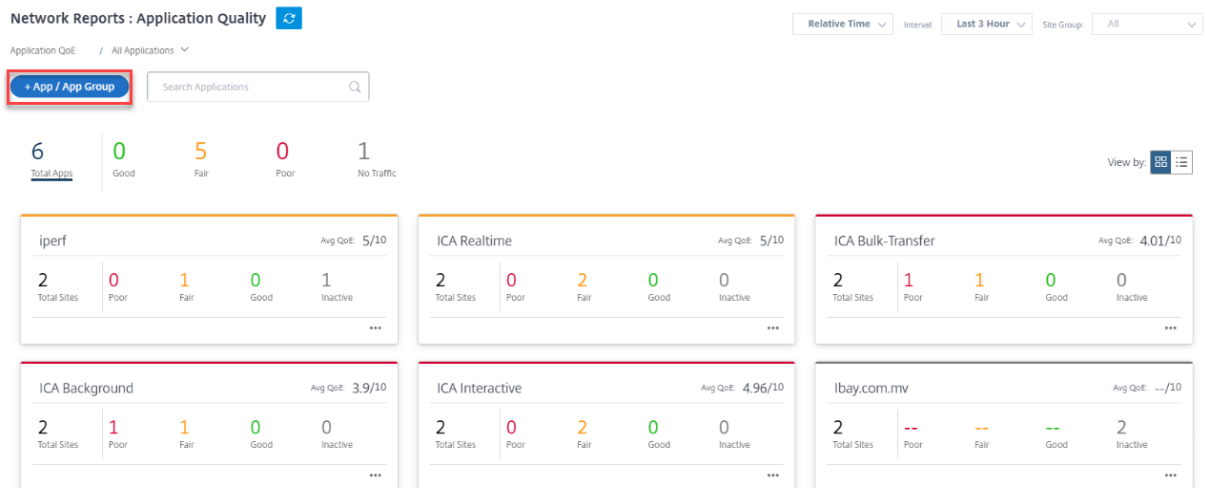 Network Reports : Application Quality
Relative Time Interval: Last 3 Hour Site Group: All
Application QoE / All Applications
+ App / App Group Search Applications
6 0 5 0 1
Total Apps Good Fair Poor No Traffic
View by:
iperf Avg QoE: 5/10
2 0 1 0 1
Total Sites Poor Fair Good Inactive
•••
ICA Realtime Avg QoE: 5/10
2 0 2 0 0
Total Sites Poor Fair Good Inactive
•••
ICA Bulk-Transfer Avg QoE: 4.01/10
2 1 1 0 0
Total Sites Poor Fair Good Inactive
•••
ICA Background Avg QoE: 3.9/10
2 1 1 0 0
Total Sites Poor Fair Good Inactive
•••
ICA Interactive Avg QoE: 4.96/10
2 0 2 0 0
Total Sites Poor Fair Good Inactive
•••
Ibay.com.mv Avg QoE: --/10
2 -- -- -- 2
Total Sites Poor Fair Good Inactive
•••